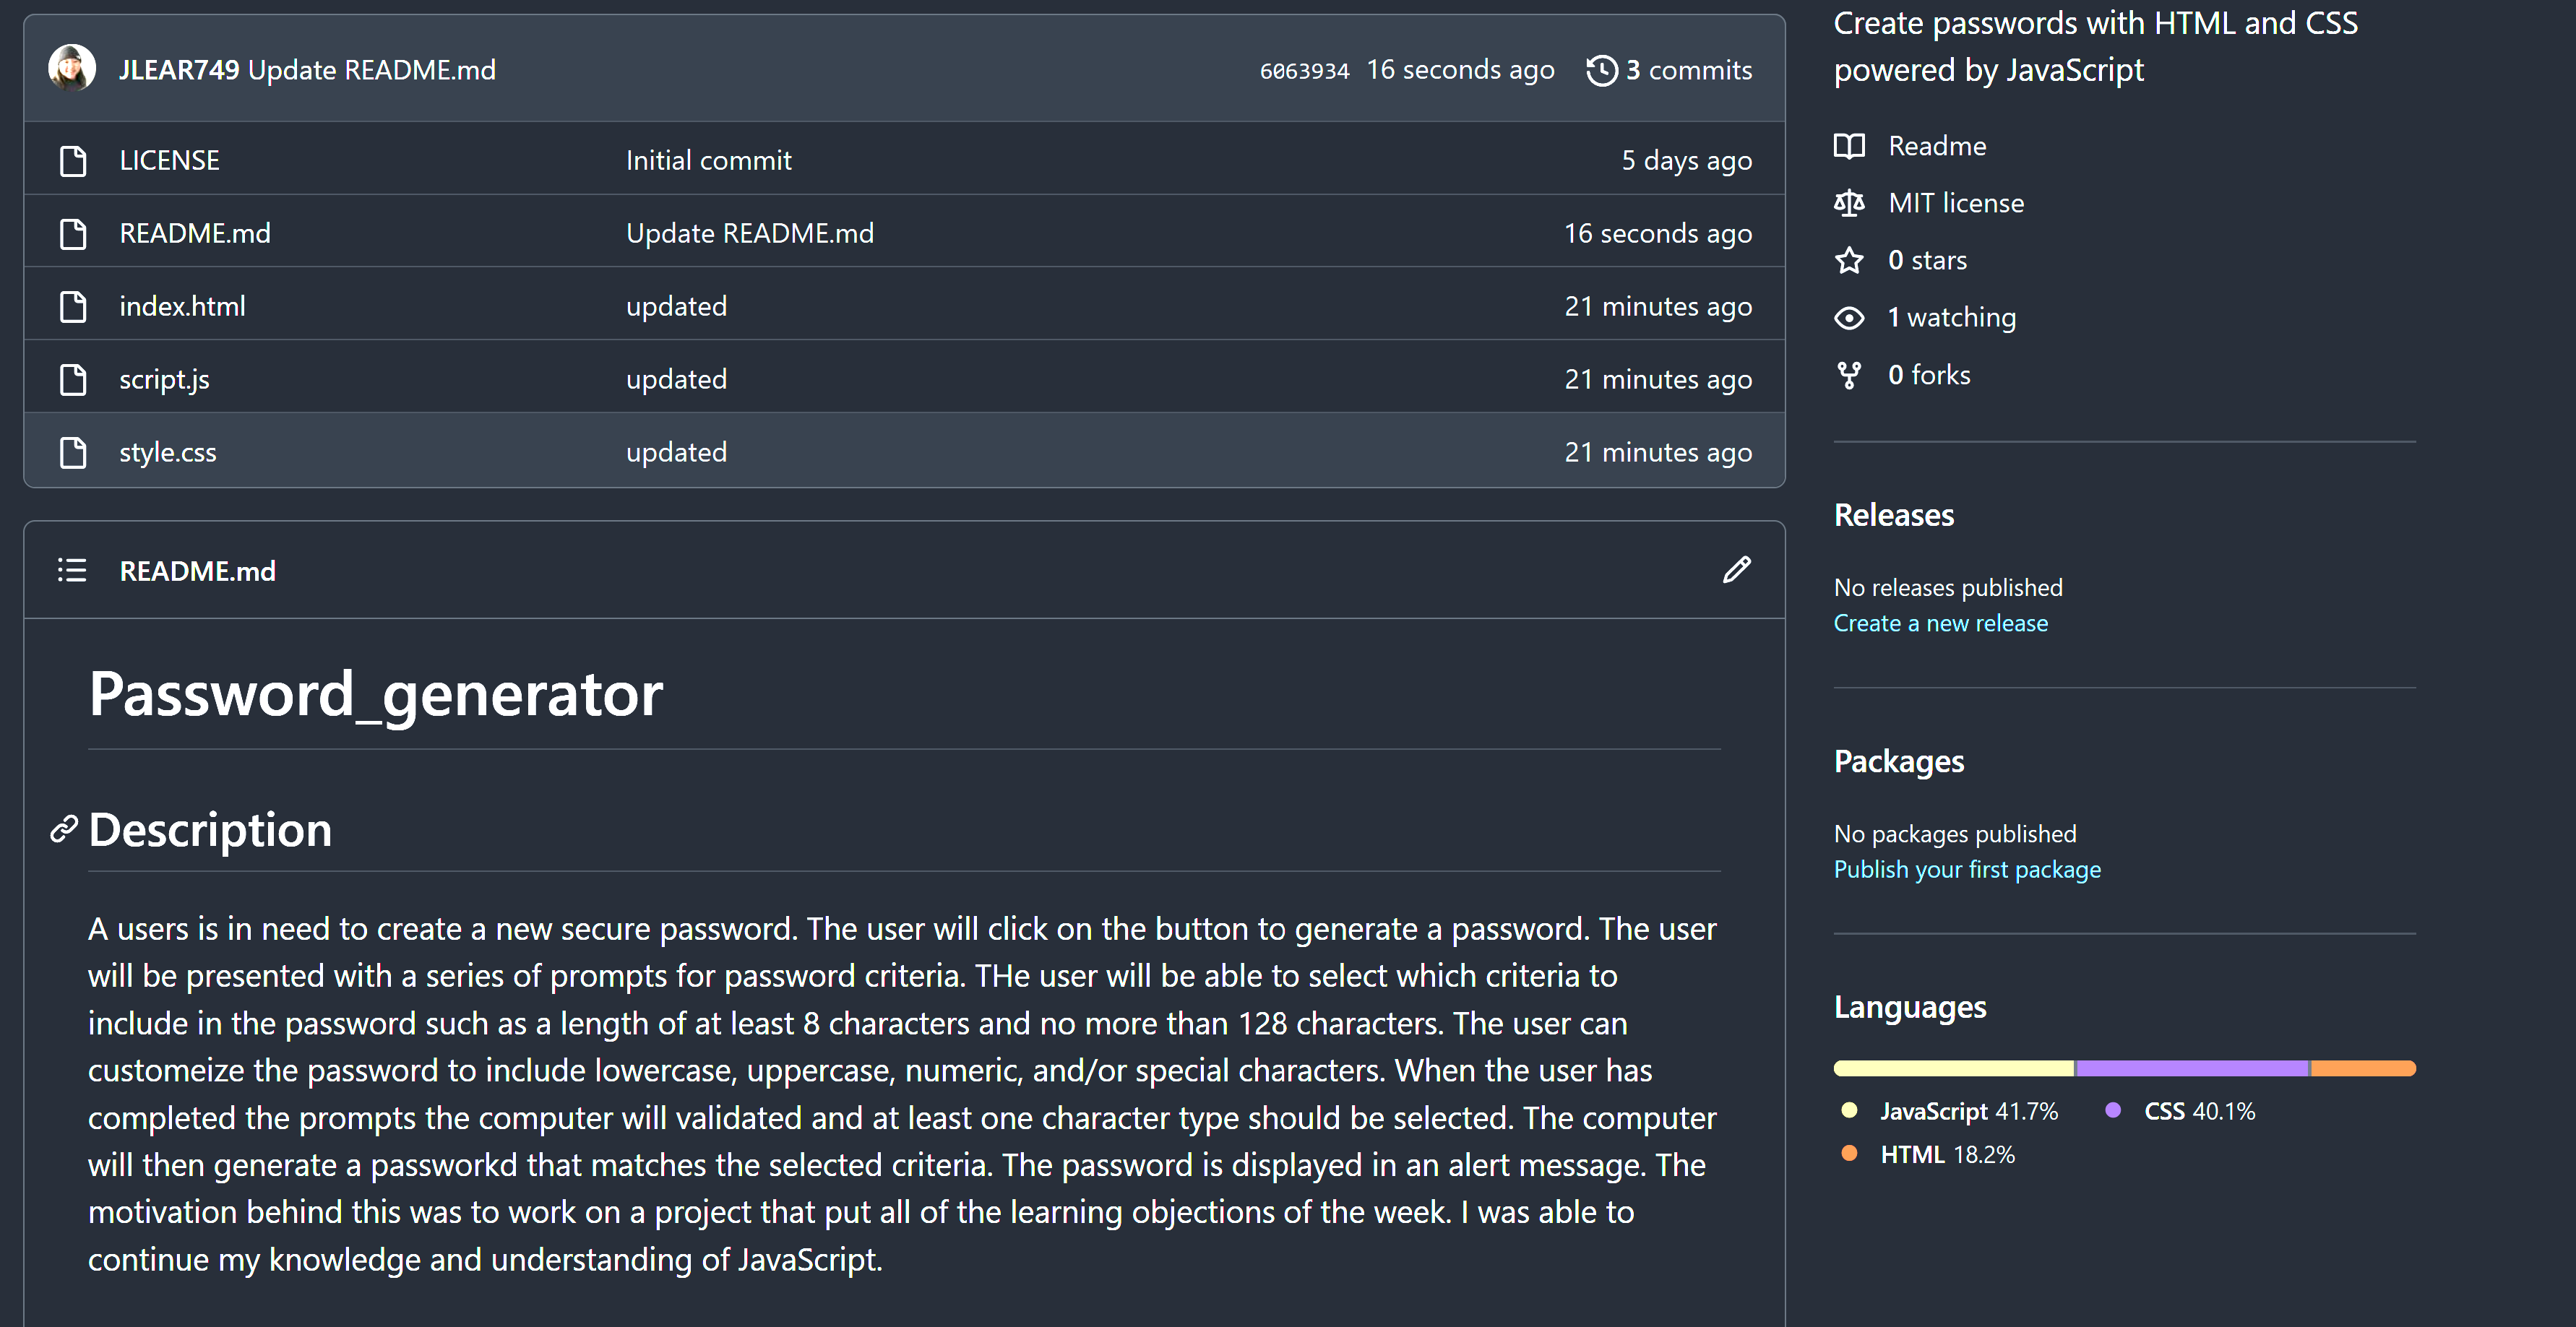 JLEAR749 Update README.md 6063934 16 seconds ago 3 commits
LICENSE Initial commit 5 days ago
README.md Update README.md 16 seconds ago
index.html updated 21 minutes ago
script.js updated 21 minutes ago
style.css updated 21 minutes ago
README.md
Password_generator
Description
A users is in need to create a new secure password. The user will click on the button to generate a password. The user
will be presented with a series of prompts for password criteria. THe user will be able to select which criteria to
include in the password such as a length of at least 8 characters and no more than 128 characters. The user can
customeize the password to include lowercase, uppercase, numeric, and/or special characters. When the user has
completed the prompts the computer will validated and at least one character type should be selected. The computer
will then generate a passworkd that matches the selected criteria. The password is displayed in an alert message. The
motivation behind this was to work on a project that put all of the learning objections of the week. I was able to
continue my knowledge and understanding of JavaScript.
Create passwords with HTML and CSS
powered by JavaScript
Readme
MIT license
0 stars
1 watching
0 forks
Releases
No releases published
Create a new release
Packages
No packages published
Publish your first package
Languages
JavaScript 41.7% CSS 40.1%
HTML 18.2%